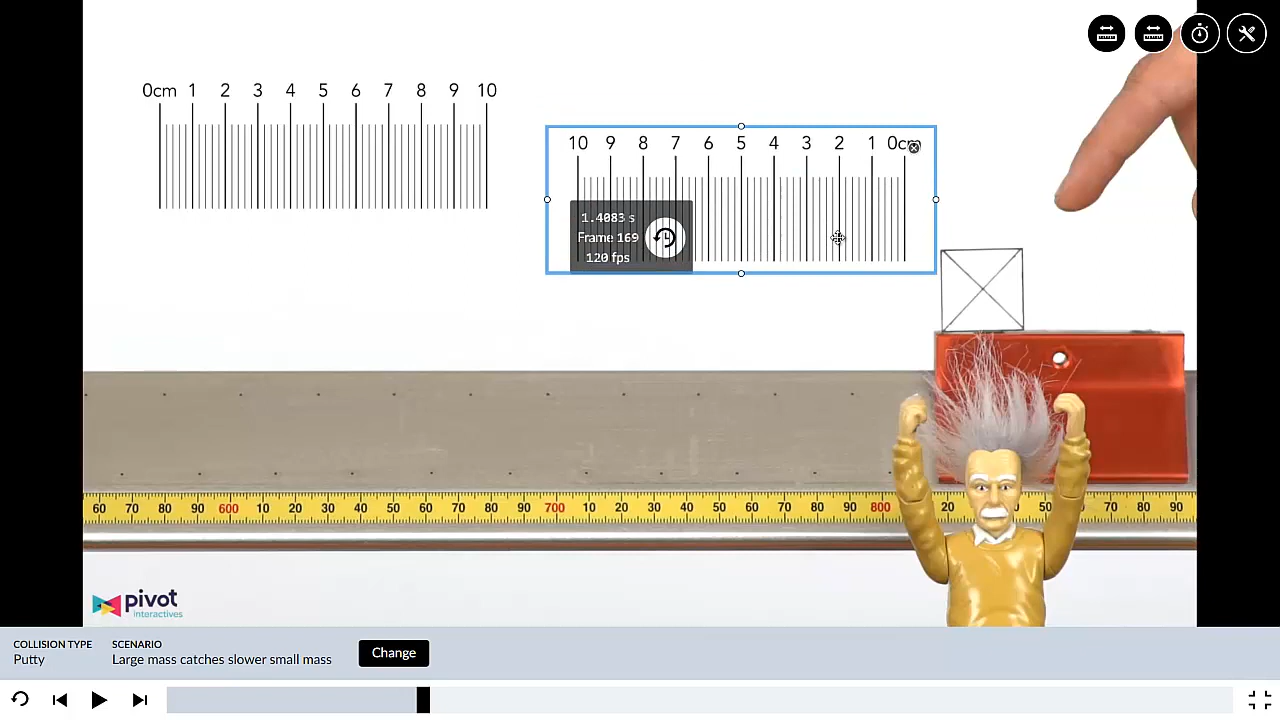 0cm 1 2 3 4 5 6 7 8 9 10
10 9 8 7 6 5 4 3 2 1 0cm
1.4083 s
Frame 169
120 fps
60 70 80 90 600 10 20 30 40 50 60 70 80 90 700 10 20 30 40 50 60 70 80 90 800 20 50 70 80 90
pivot
interactives
COLLISION TYPE
Putty
SCENARIO
Large mass catches slower small mass
Change